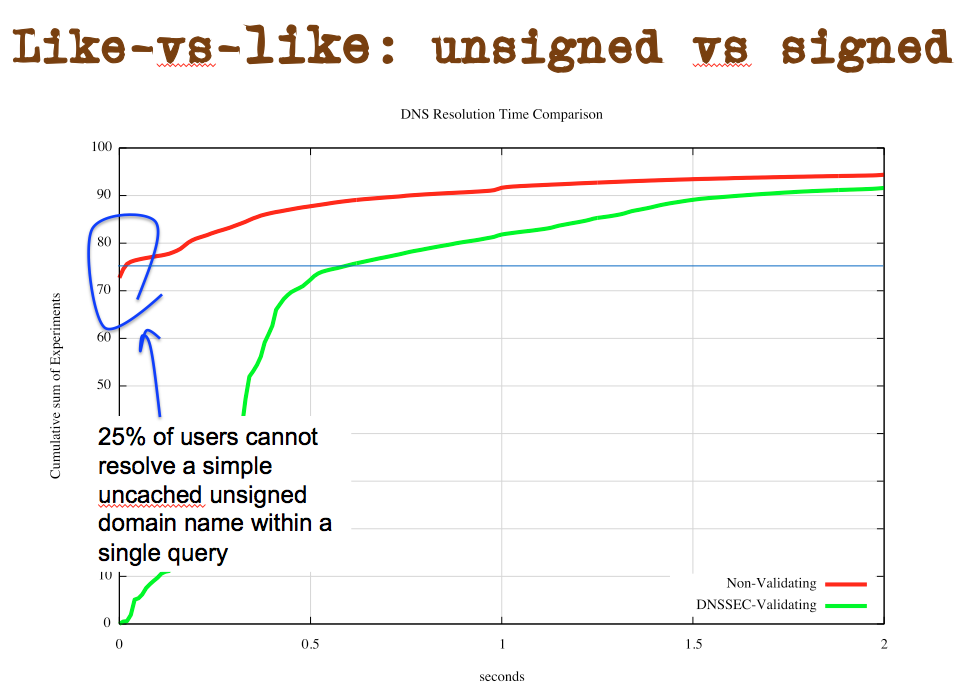 Like-vs-like: unsigned vs signed
DNS Resolution Time Comparison
100
90
80
70
60
50
10
0
Cumulative sum of Experiments
25% of users cannot
resolve a simple
uncached unsigned
domain name within a
single query
Non-Validating
DNSSEC-Validating
0 0.5 1 1.5 2
seconds